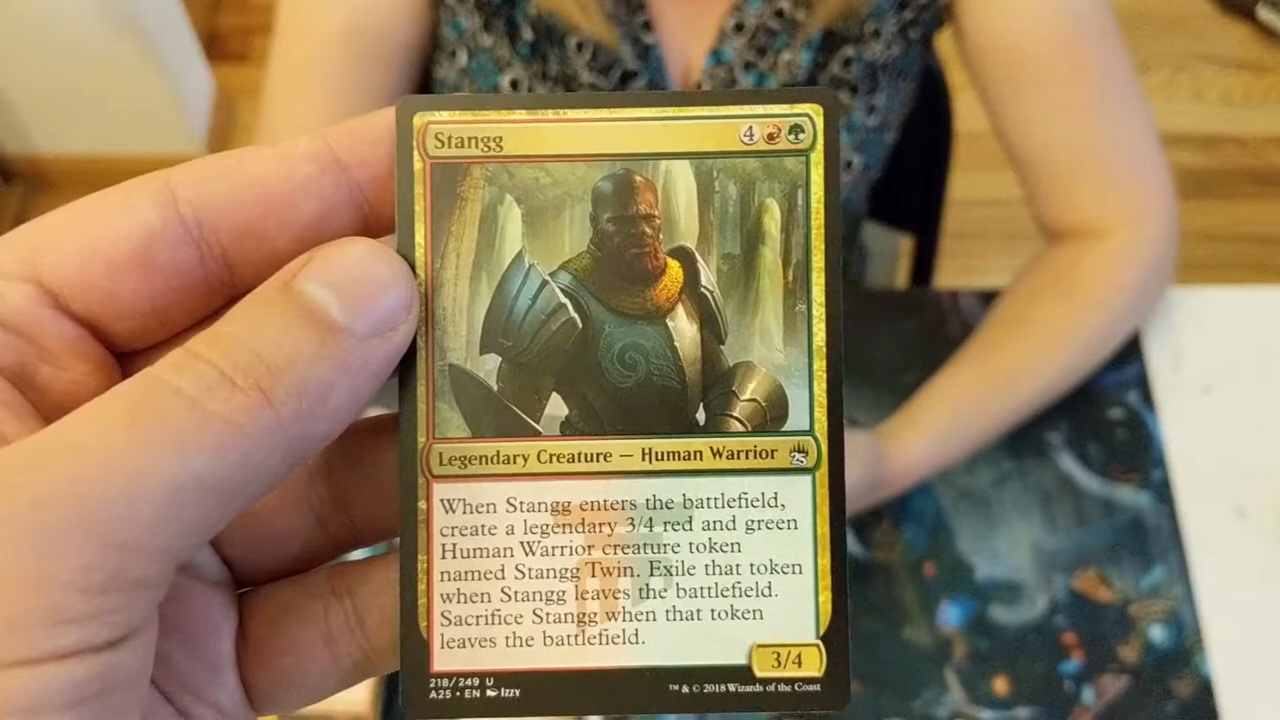 Stangg 4
Legendary Creature — Human Warrior 25
When Stangg enters the battlefield,
create a legendary 3/4 red and green
Human Warrior creature token
named Stangg Twin. Exile that token
when Stangg leaves the battlefield.
Sacrifice Stangg when that token
leaves the battlefield.
3/4
218/249 U
A25 • EN Izzy
™ & © 2018 Wizards of the Coast